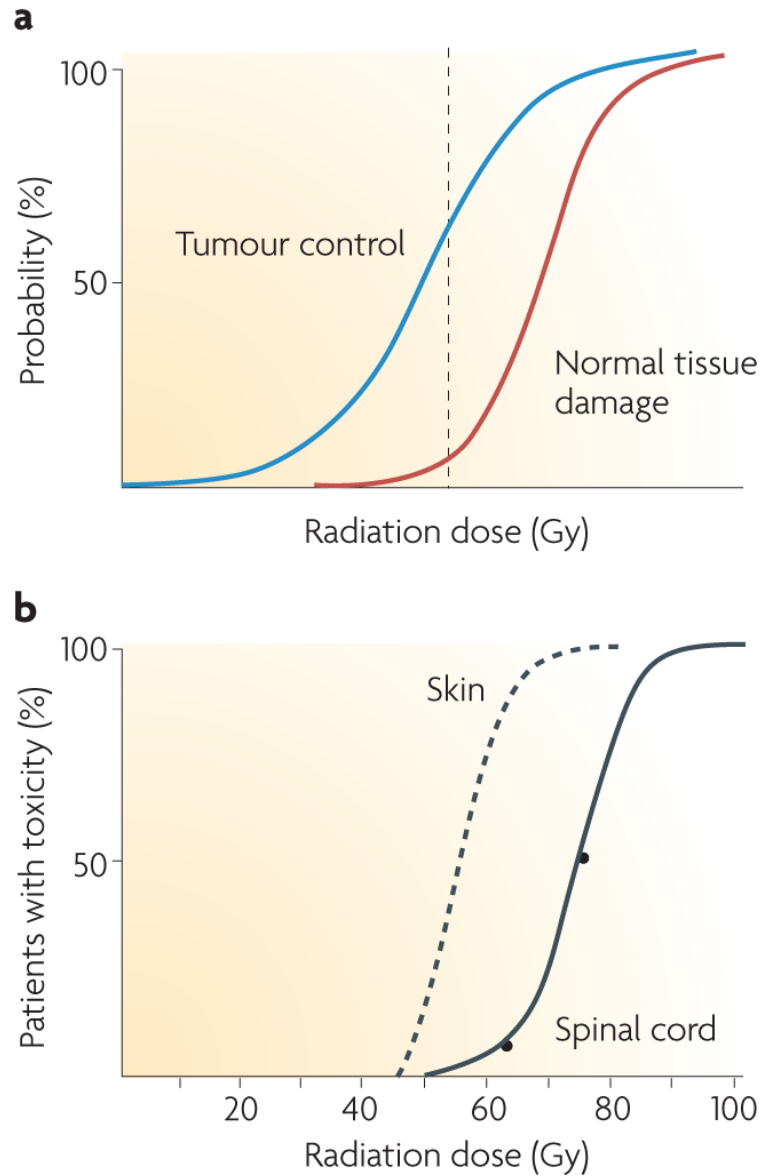 a
100
50
Probability (%)
Tumour control
Normal tissue
damage
Radiation dose (Gy)
b
100
50
Patients with toxicity (%)
Skin
Spinal cord
20 40 60 80 100
Radiation dose (Gy)